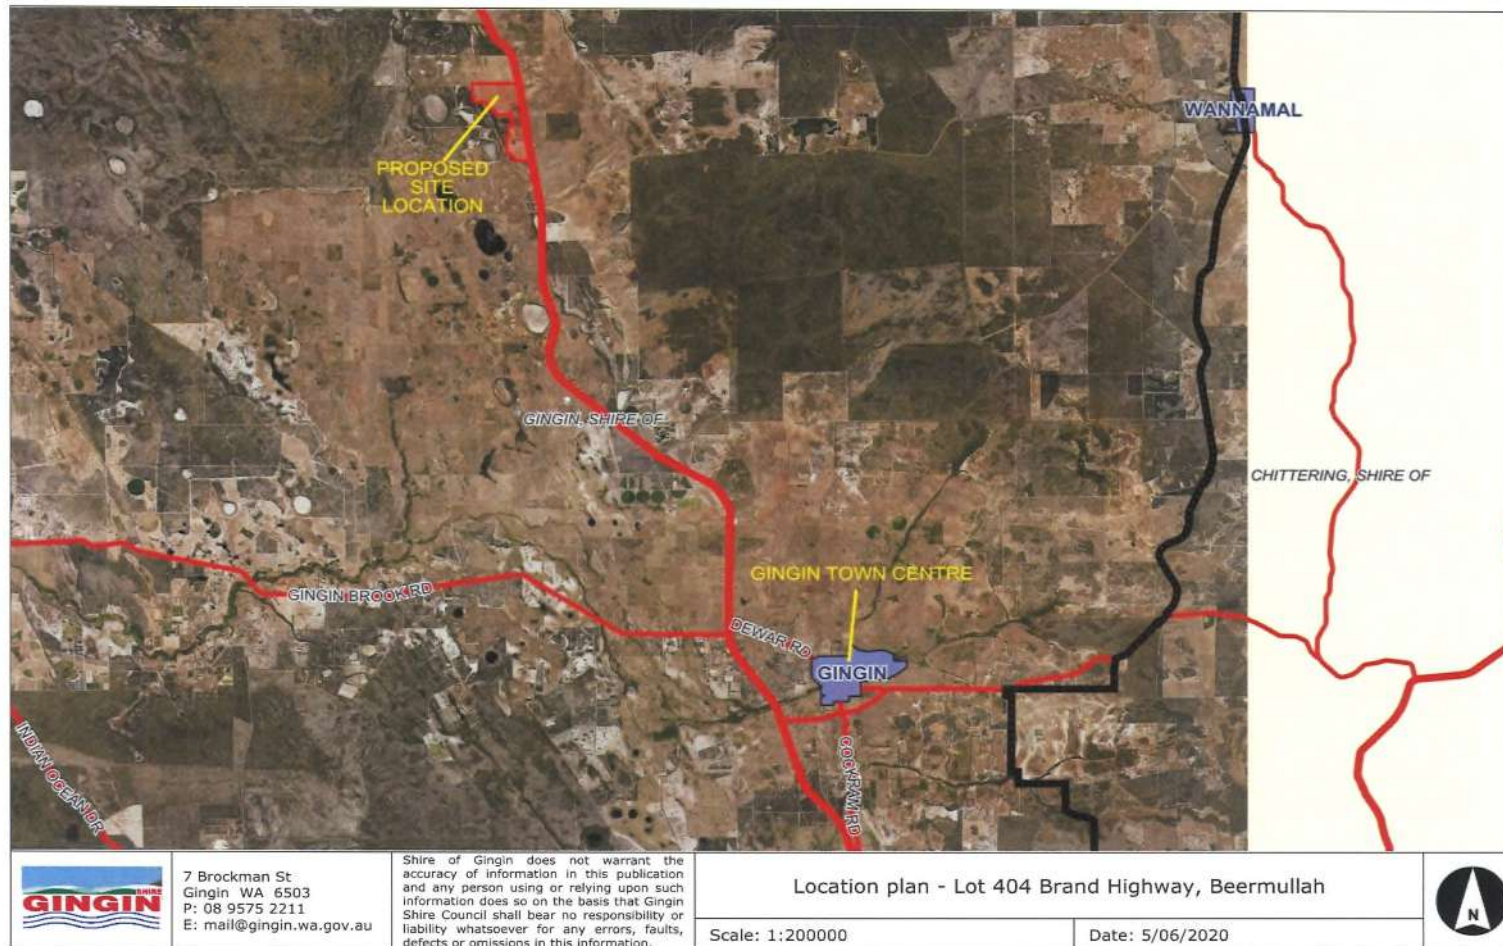 WANNAMAL
PROPOSED
SITE
LOCATION
GINGIN, SHIRE OF
CHITTERING, SHIRE OF
GINGIN TOWN CENTRE
GINGIN BROOK RD
DEWAR RD
GINGIN
INDIAN OCEAN DR
COCKRAM RD
SHIRE
GINGIN
7 Brockman St
Gingin WA 6503
P: 08 9575 2211
E: mail@gingin.wa.gov.au
Shire of Gingin does not warrant the
accuracy of information in this publication
and any person using or relying upon such
information does so on the basis that Gingin
Shire Council shall bear no responsibility or
liability whatsoever for any errors, faults,
defects or omissions in this information.
Location plan - Lot 404 Brand Highway, Beermullah
Scale: 1:200000
Date: 5/06/2020
N